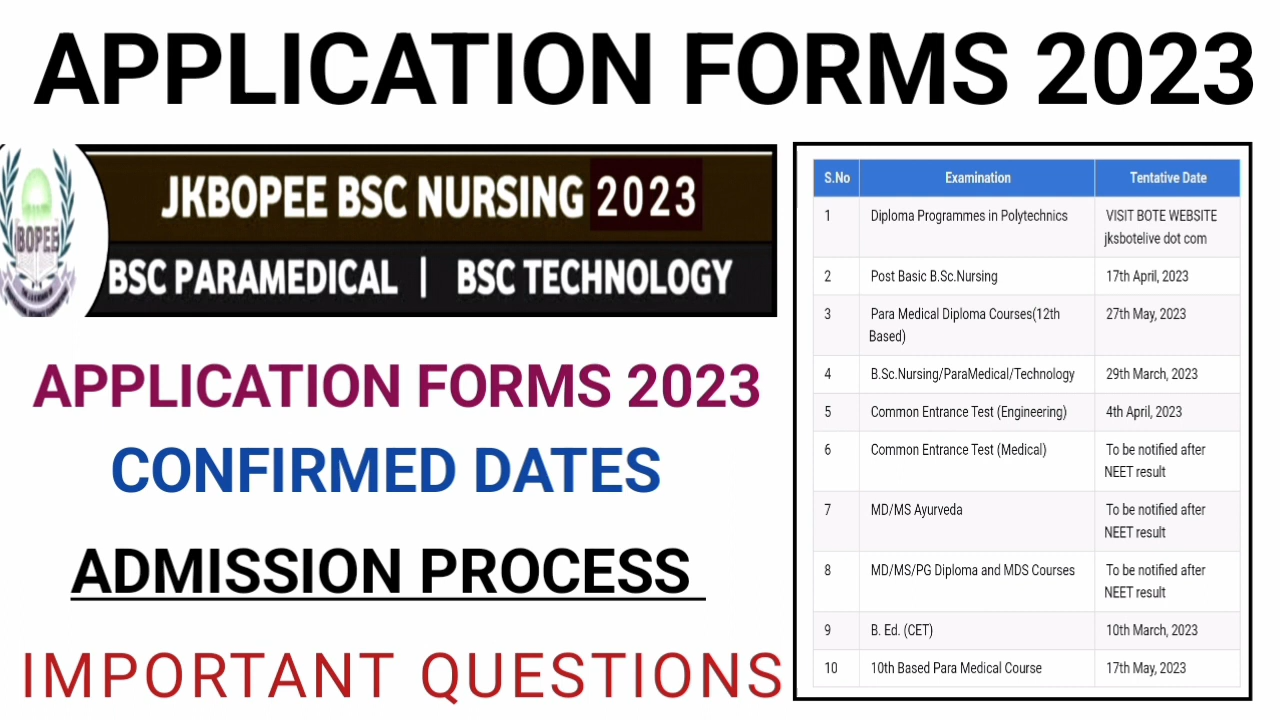 APPLICATION FORMS 2023
BOPEE
JKBOPEE BSC NURSING 2023
BSC PARAMEDICAL | BSC TECHNOLOGY
APPLICATION FORMS 2023
CONFIRMED DATES
ADMISSION PROCESS
IMPORTANT QUESTIONS
S.No Examination Tentative Date
1 Diploma Programmes in Polytechnics VISIT BOTE WEBSITE
jksbotelive dot com
2 Post Basic B.Sc.Nursing 17th April, 2023
3 Para Medical Diploma Courses(12th 27th May, 2023
Based)
4 B.Sc.Nursing/ParaMedical/Technology 29th March, 2023
5 Common Entrance Test (Engineering) 4th April, 2023
6 Common Entrance Test (Medical) To be notified after
NEET result
7 MD/MS Ayurveda To be notified after
NEET result
8 MD/MS/PG Diploma and MDS Courses To be notified after
NEET result
9 B. Ed. (CET) 10th March, 2023
10 10th Based Para Medical Course 17th May, 2023